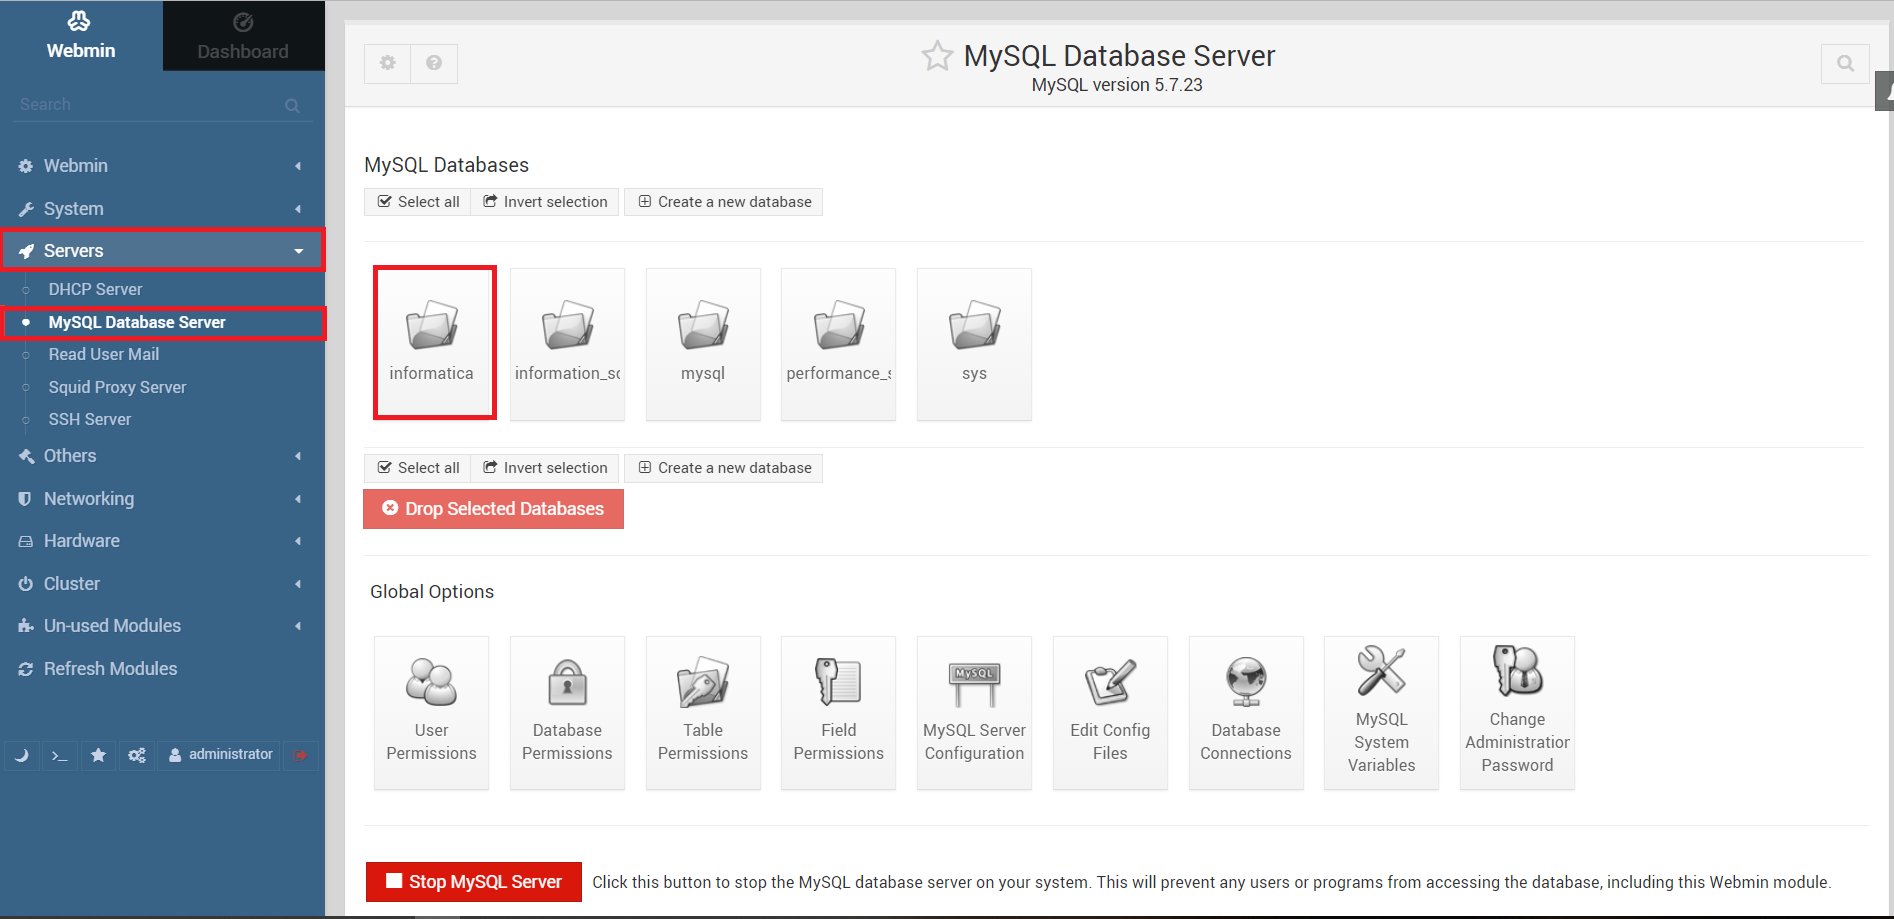 Webmin
Dashboard
Search
Webmin
System
Servers
DHCP Server
MySQL Database Server
Read User Mail
Squid Proxy Server
SSH Server
Others
Networking
Hardware
Cluster
Un-used Modules
Refresh Modules
administrator
MySQL Database Server
MySQL version 5.7.23
MySQL Databases
Select all
Invert selection
Create a new database
informatica
information_sc
mysql
performance_s
sys
Select all
Invert selection
Create a new database
Drop Selected Databases
Global Options
User
Permissions
Database
Permissions
Table
Permissions
Field
Permissions
MySQL
MySQL Server
Configuration
Edit Config
Files
Database
Connections
MySQL
System
Variables
Change
Administration
Password
Stop MySQL Server
Click this button to stop the MySQL database server on your system. This will prevent any users or programs from accessing the database, including this Webmin module.